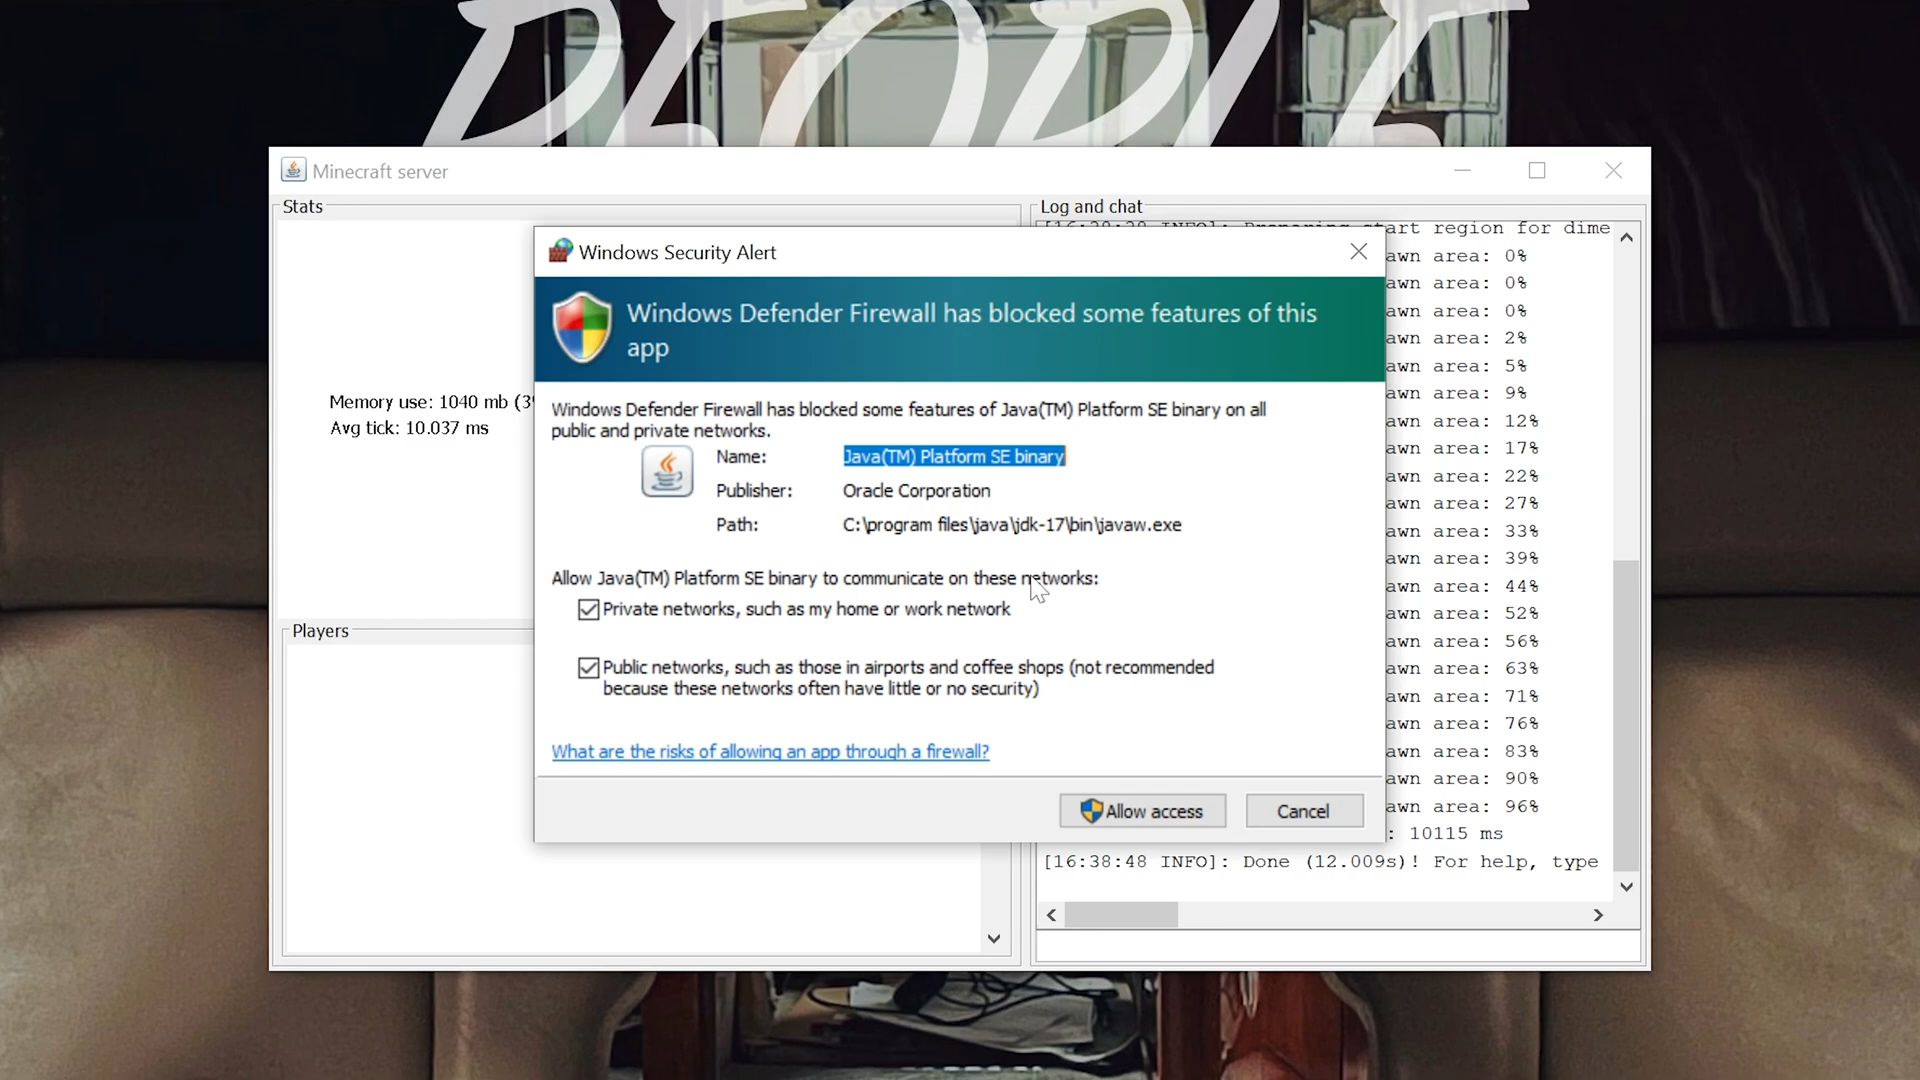 PEOPLE
Minecraft server
Stats
Memory use: 1040 mb (3
Avg tick: 10.037 ms
Players
Log and chat
start region for dime
awn area: 0%
awn area: 0%
awn area: 0%
awn area: 2%
awn area: 5%
awn area: 9%
awn area: 12%
awn area: 17%
awn area: 22%
awn area: 27%
awn area: 33%
awn area: 39%
awn area: 44%
awn area: 52%
awn area: 56%
awn area: 63%
awn area: 71%
awn area: 76%
awn area: 83%
awn area: 90%
awn area: 96%
: 10115 ms
[16:38:48 INFO]: Done (12.009s)! For help, type
Windows Security Alert
Windows Defender Firewall has blocked some features of this
app
Windows Defender Firewall has blocked some features of Java(TM) Platform SE binary on all
public and private networks.
Name: Java(TM) Platform SE binary
Publisher: Oracle Corporation
Path: C:\program files\java\jdk-17\bin\javaw.exe
Allow Java(TM) Platform SE binary to communicate on these networks:
Private networks, such as my home or work network
Public networks, such as those in airports and coffee shops (not recommended
because these networks often have little or no security)
What are the risks of allowing an app through a firewall?
Allow access
Cancel